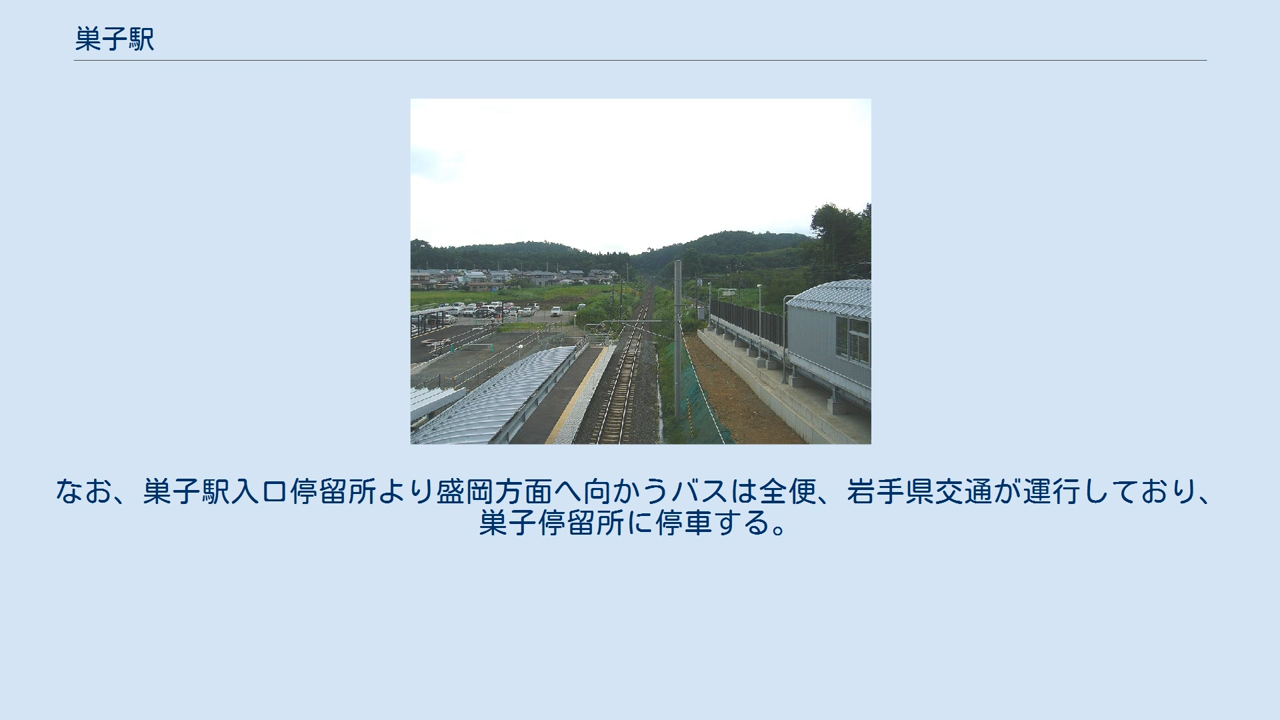 巣子駅
なお、巣子駅入口停留所より盛岡方面へ向かうバスは全便、岩手県交通が運行しており、
巣子停留所に停車する。